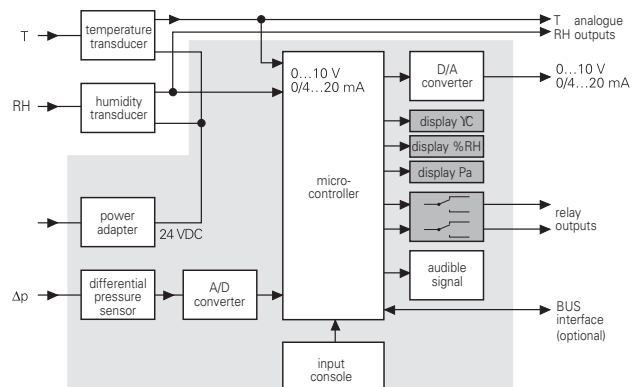 T
temperature
transducer
T analogue
RH outputs
RH
humidity
transducer
0...10 V
0/4...20 mA
D/A
converter
0...10 V
0/4...20 mA
display ϒC
display %RH
display Pa
micro-
controller
power
adapter
24 VDC
relay
outputs
Δp
differential
pressure
sensor
A/D
converter
audible
signal
BUS
interface
(optional)
input
console